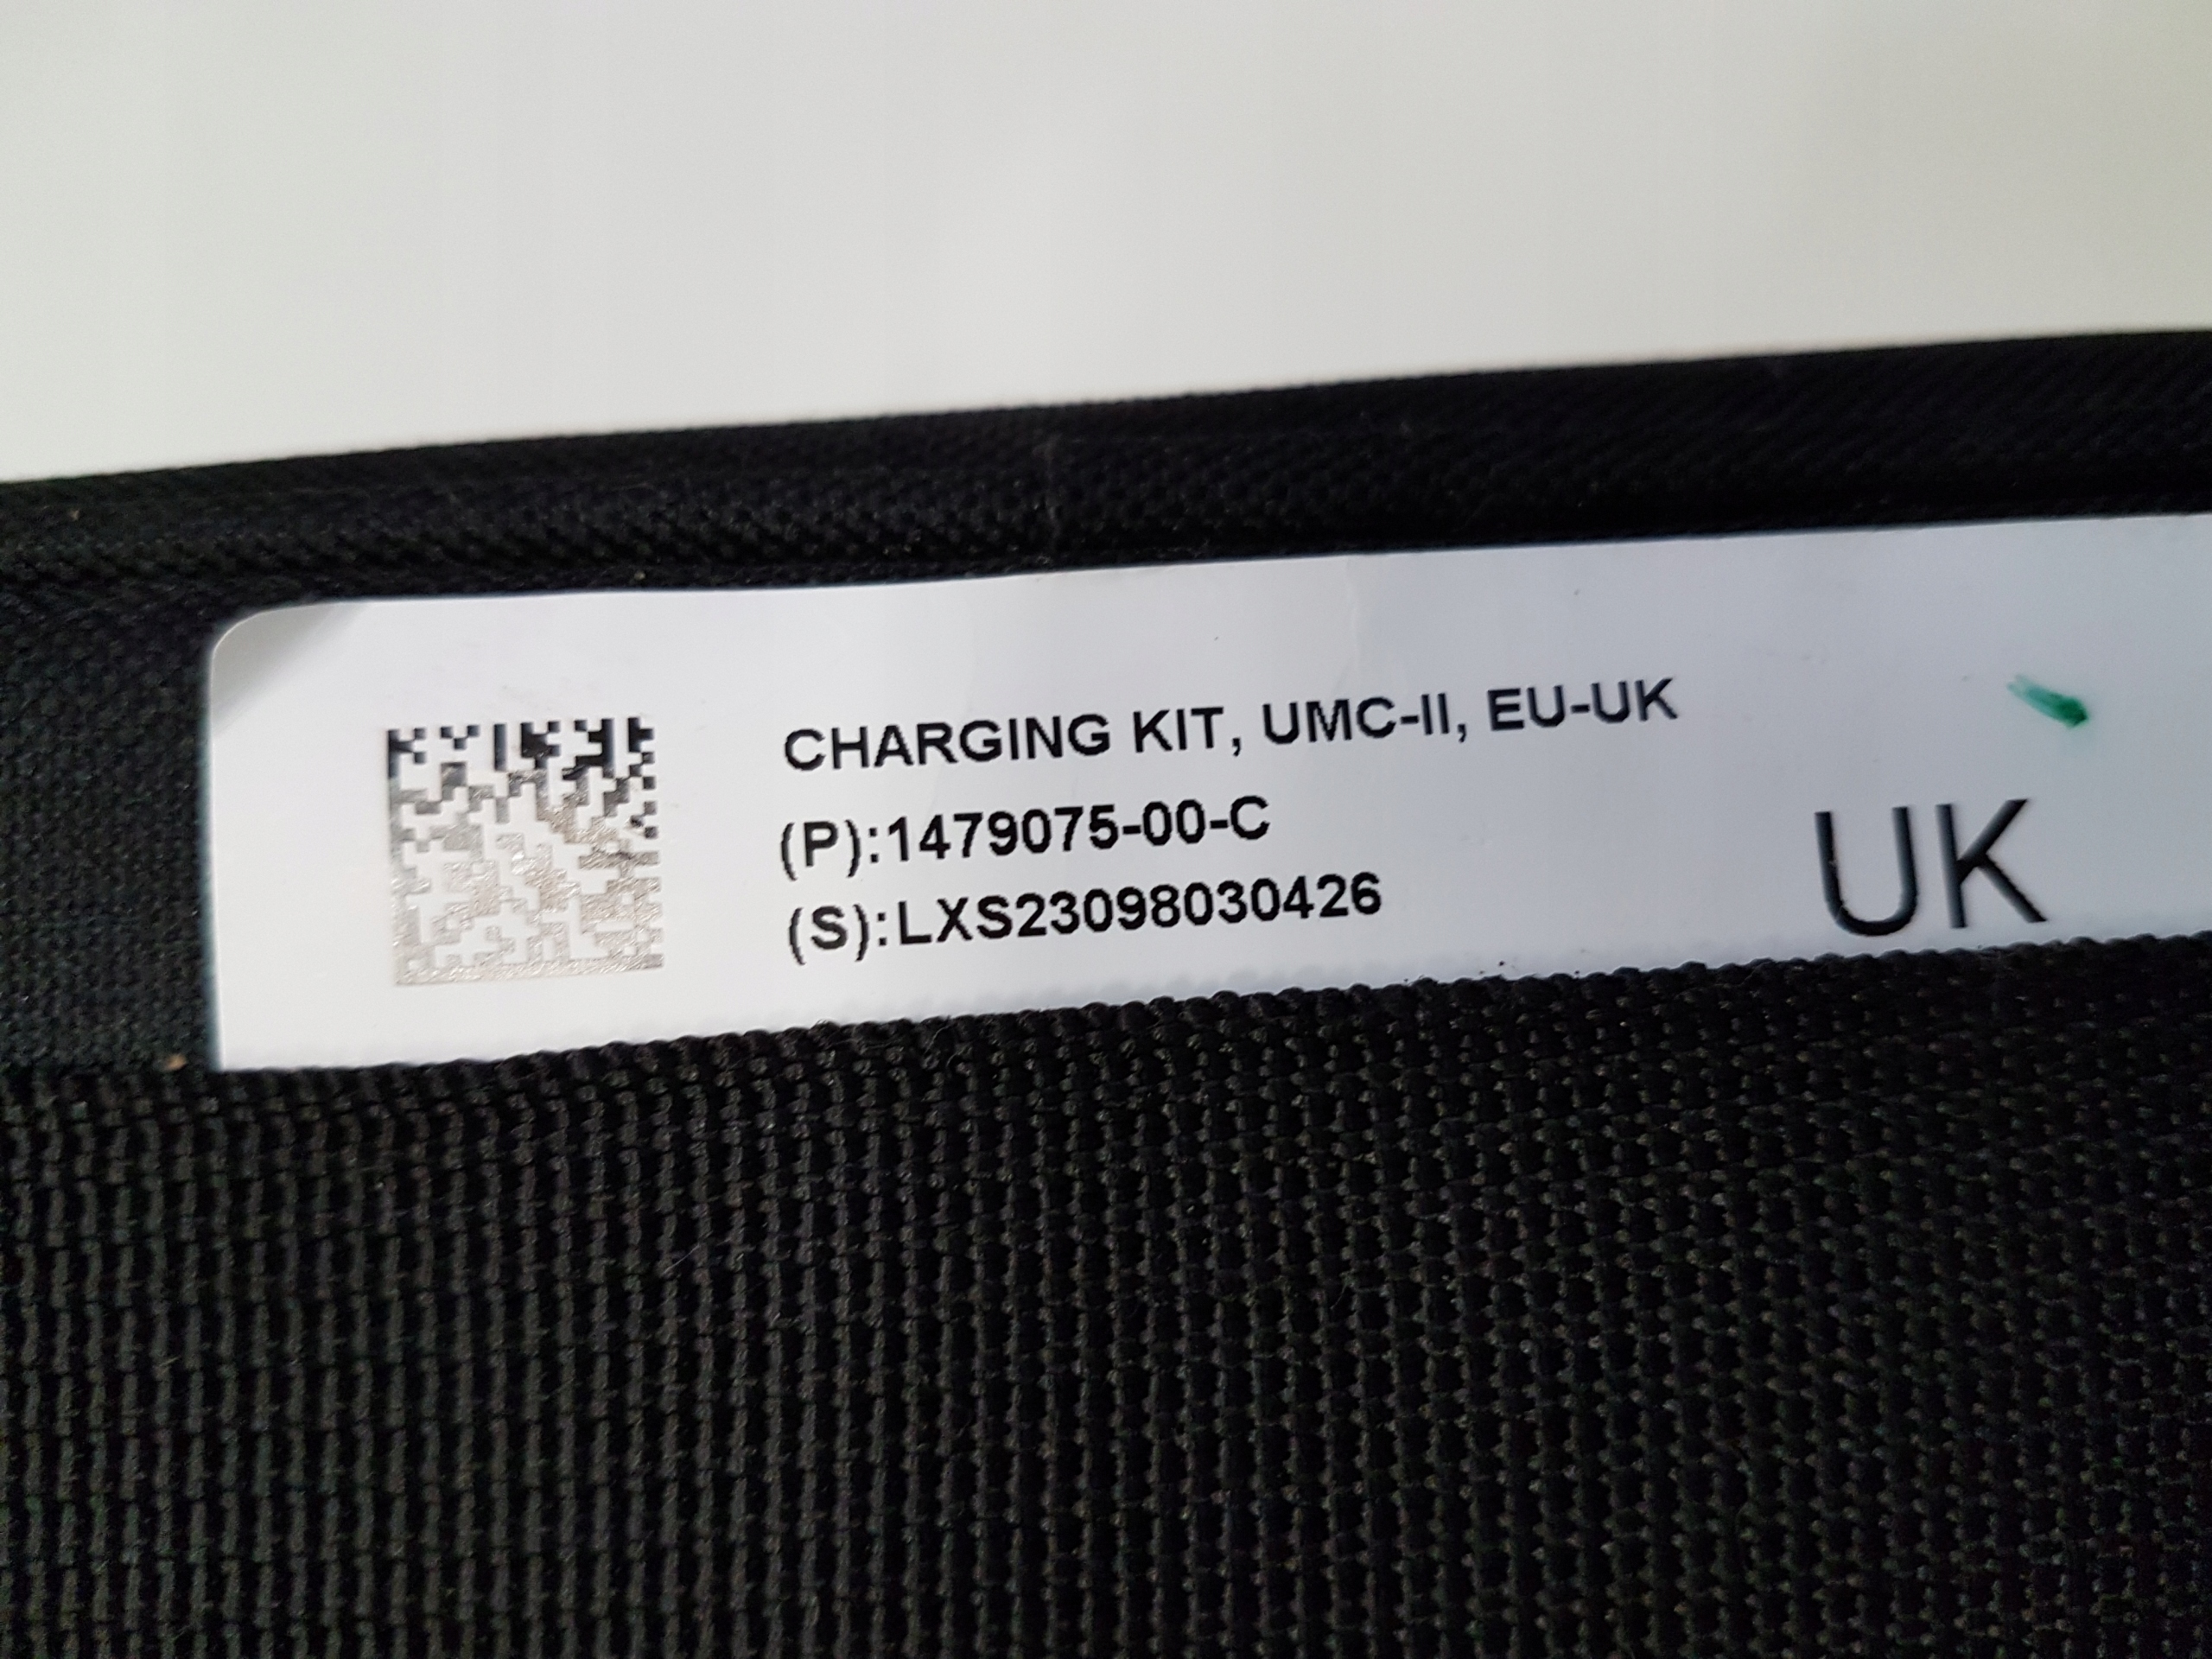 CHARGING KIT, UMC-II, EU-UK
(P):1479075-00-C
(S):LXS23098030426
UK